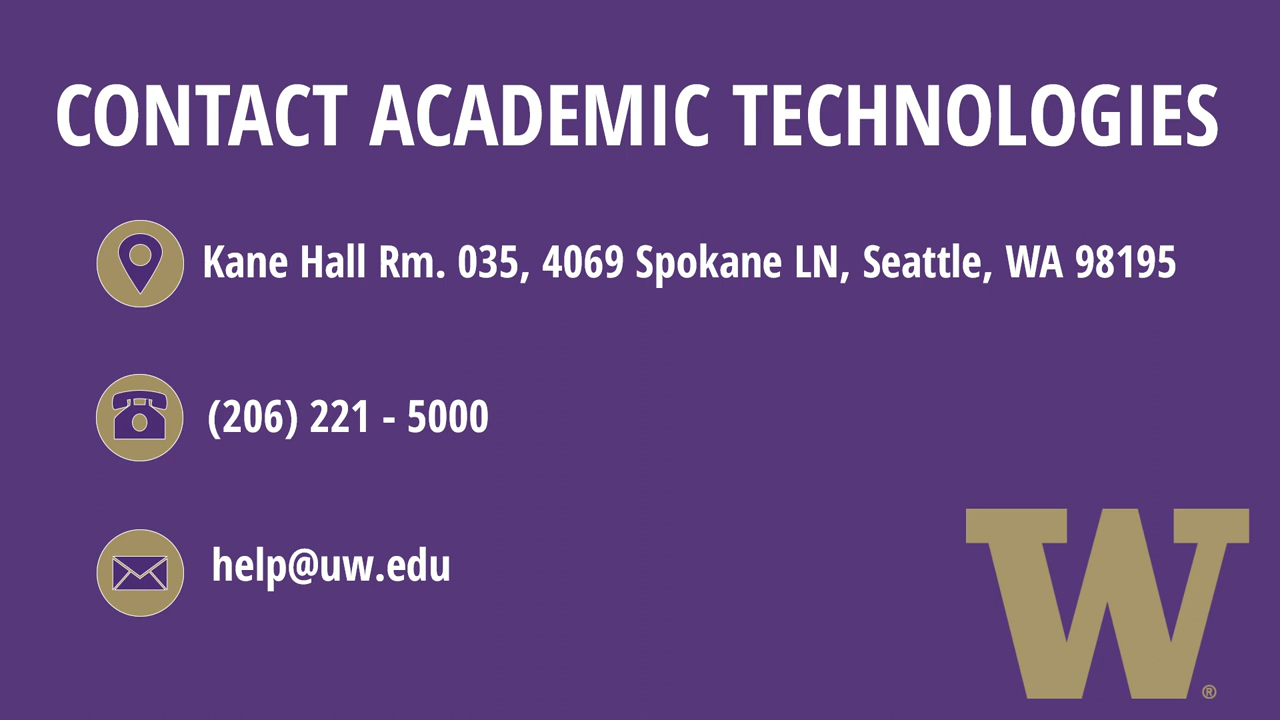 CONTACT ACADEMIC TECHNOLOGIES
Kane Hall Rm. 035, 4069 Spokane LN, Seattle, WA 98195
(206) 221 - 5000
help@uw.edu
W®